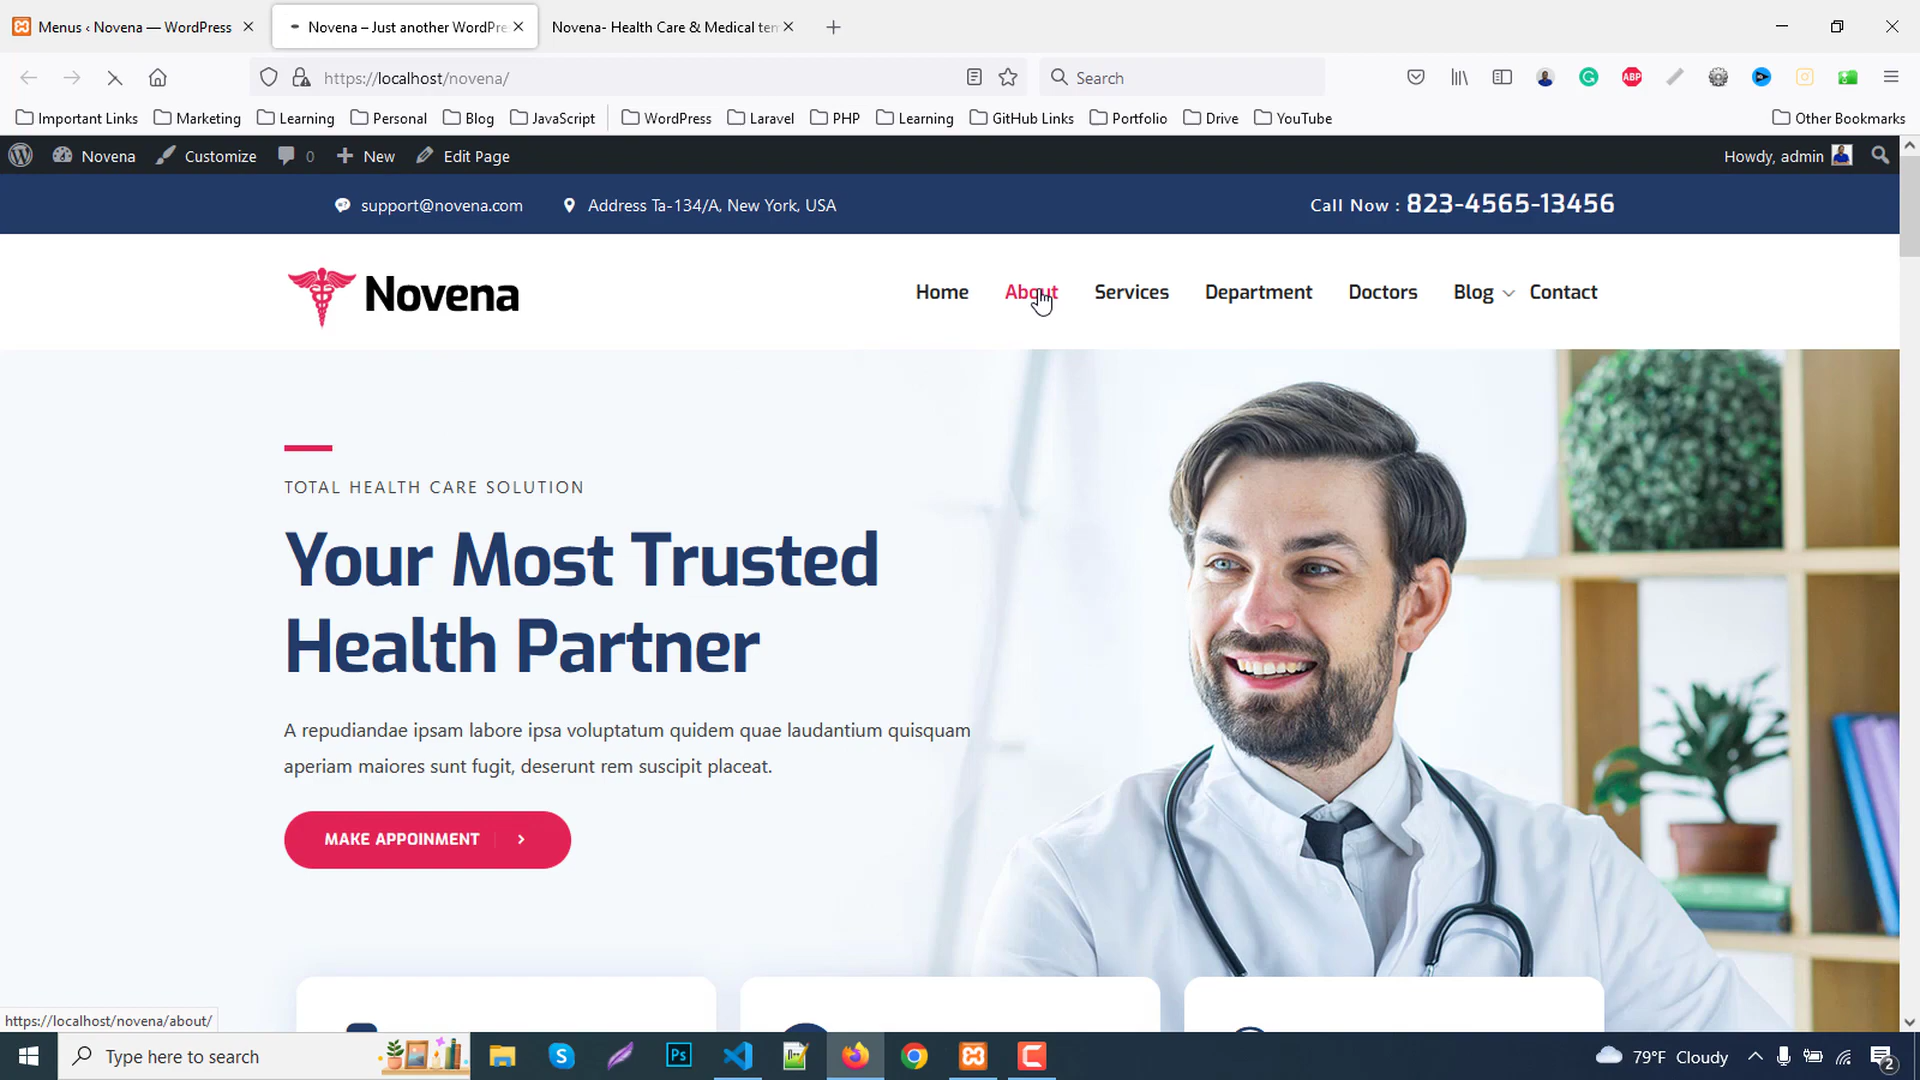 Menus ‹ Novena — WordPress
Novena – Just another WordPre
Novena- Health Care & Medical tem
https://localhost/novena/
Search
ABP
Important Links
Marketing
Learning
Personal
Blog
JavaScript
WordPress
Laravel
PHP
Learning
GitHub Links
Portfolio
Drive
YouTube
Other Bookmarks
Novena
Customize
0
New
Edit Page
Howdy, admin
support@novena.com
Address Ta-134/A, New York, USA
Call Now : 823-4565-13456
Novena
Home
About
Services
Department
Doctors
Blog
Contact
TOTAL HEALTH CARE SOLUTION
Your Most Trusted
Health Partner
A repudiandae ipsam labore ipsa voluptatum quidem quae laudantium quisquam
aperiam maiores sunt fugit, deserunt rem suscipit placeat.
MAKE APPOINMENT
https://localhost/novena/about/
Type here to search
Ps
79°F Cloudy
2